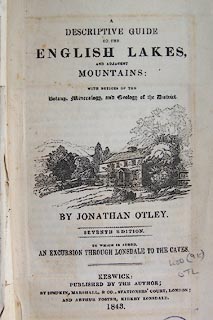 A
DESCRIPTIVE GUIDE
OF THE
ENGLISH LAKES,
AND ADJACENT
MOUNTAINS:
WITH NOTICES OF THE
Botany, Mineralogy, and Geology of the District.
BY JONATHAN OTLEY.
SEVENTH EDITION.
TO WHICH IS ADDED,
AN EXCURSION THROUGH LONSDALE TO THE CAVES.
KESWICK:
PUBLISHED BY THE AUTHOR;
BY SIMPKIN, MARSHALL, & CO., STATIONERS' COURT, LONDON;
AND ARTHUR FOSTER, KIRKBY LONSDALE.
1843.